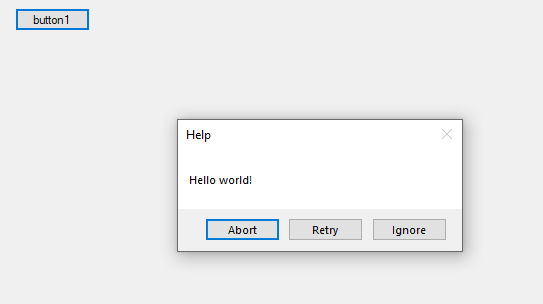 button1
Help
Hello world!
Abort
Retry
Ignore